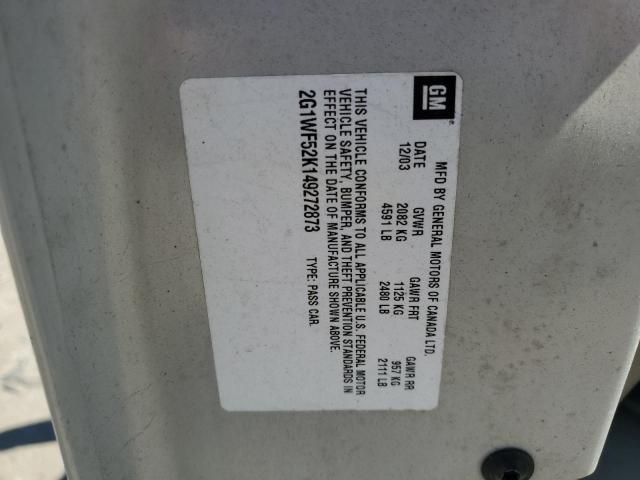 GM
MFD BY GENERAL MOTORS OF CANADA LTD.
DATE GVWR GAWR FRT GAWR RR
12/03 2082 KG 1125 KG 957 KG
4591 LB 2480 LB 2111 LB
THIS VEHICLE CONFORMS TO ALL APPLICABLE U.S. FEDERAL MOTOR
VEHICLE SAFETY, BUMPER, AND THEFT PREVENTION STANDARDS IN
EFFECT ON THE DATE OF MANUFACTURE SHOWN ABOVE.
2G1WF52K149272873 TYPE: PASS CAR.